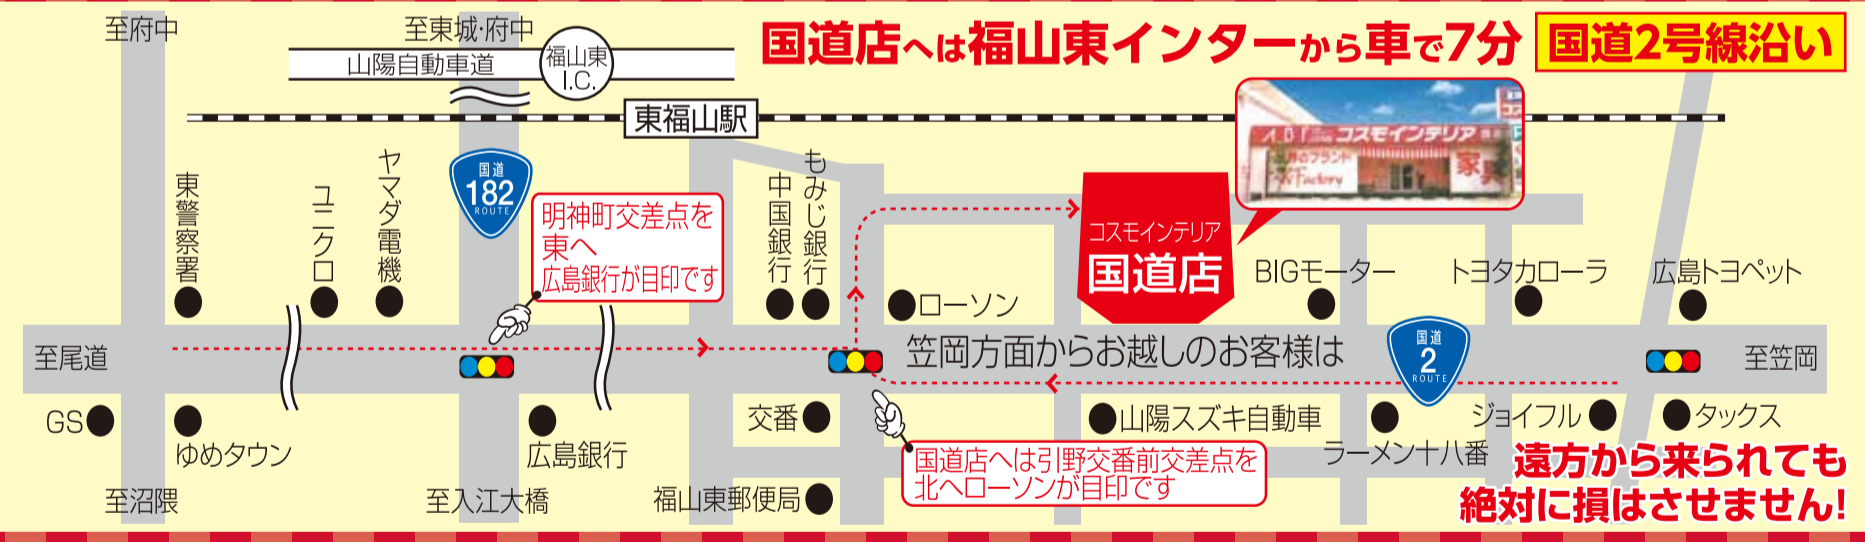 国道店へは福山東インターから車で7分
国道2号線沿い
至府中
至東城・府中
山陽自動車道
福山東
I.C.
東福山駅
東警察署
ユニクロ
ヤマダ電機
国道
182
ROUTE
明神町交差点を
東へ
広島銀行が目印です
中国銀行
もみじ銀行
ローソン
コスモインテリア
家具
コスモインテリア
国道店
BIGモーター
トヨタカローラ
広島トヨペット
至尾道
笠岡方面からお越しのお客様は
国道
2
ROUTE
至笠岡
GS
ゆめタウン
広島銀行
交番
山陽スズキ自動車
ラーメン十八番
ジョイフル
タックス
国道店へは引野交番前交差点を
北へローソンが目印です
至沼隈
至入江大橋
福山東郵便局
遠方から来られても
絶対に損はさせません!